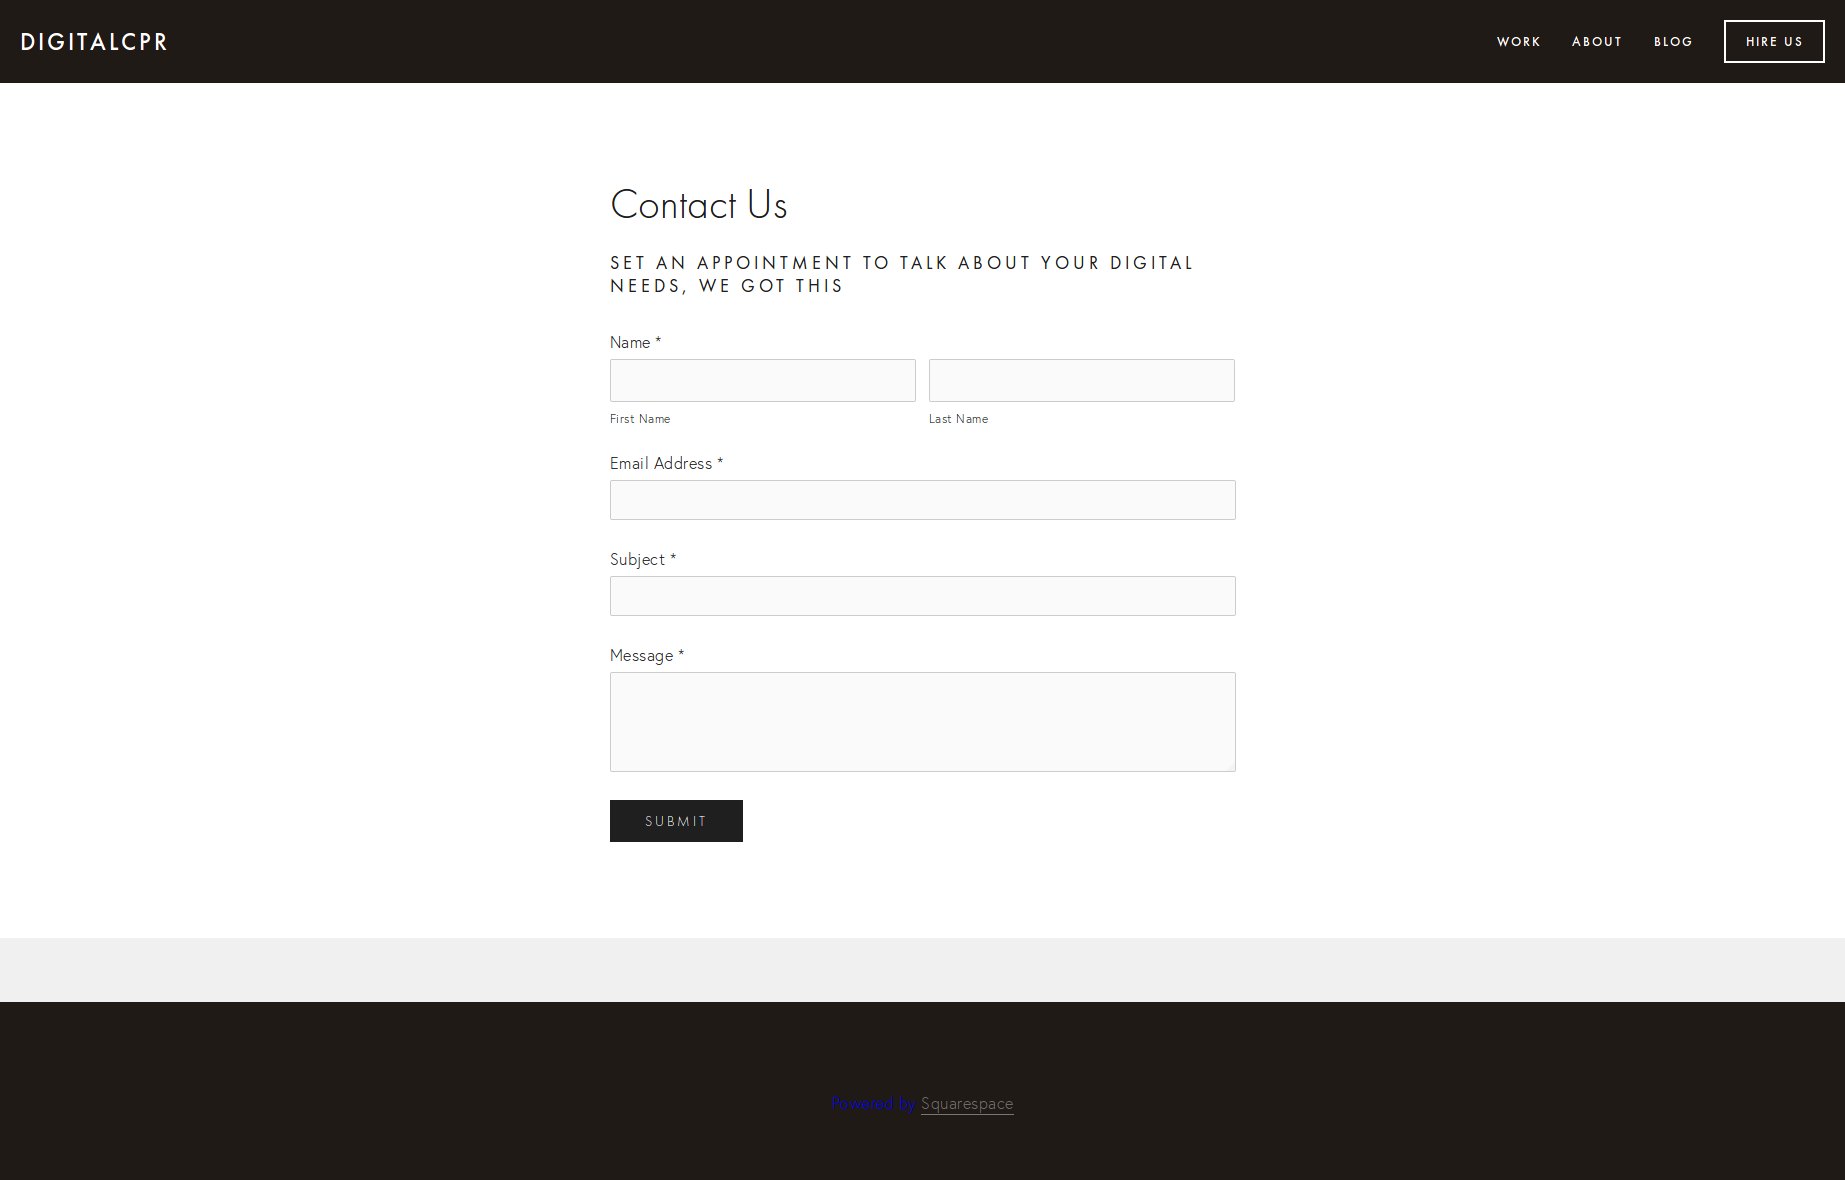 DIGITALCPR
WORK ABOUT BLOG HIRE US
Contact Us
SET AN APPOINTMENT TO TALK ABOUT YOUR DIGITAL
NEEDS, WE GOT THIS
Name *
First Name Last Name
Email Address *
Subject *
Message *
SUBMIT
Powered by Squarespace